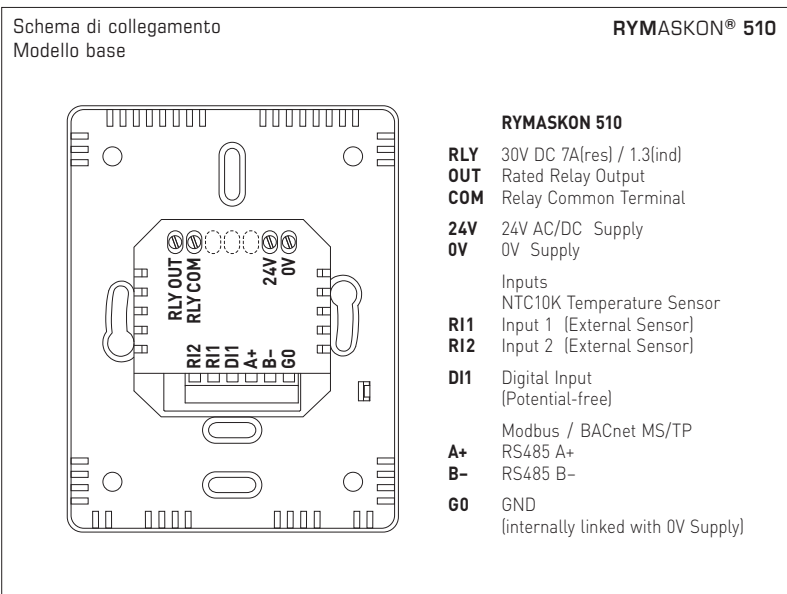 Schema di collegamento
Modello base
RYMASKON® 510
RLY OUT
RLY COM
24V
0V
RI2
RI1
DI1
A+
B–
G0
RYMASKON 510
RLY 30V DC 7A(res) / 1.3(ind)
OUT Rated Relay Output
COM Relay Common Terminal
24V 24V AC/DC Supply
0V 0V Supply
Inputs
NTC10K Temperature Sensor
RI1 Input 1 (External Sensor)
RI2 Input 2 (External Sensor)
DI1 Digital Input
(Potential-free)
Modbus / BACnet MS/TP
A+ RS485 A+
B– RS485 B–
G0 GND
(internally linked with 0V Supply)